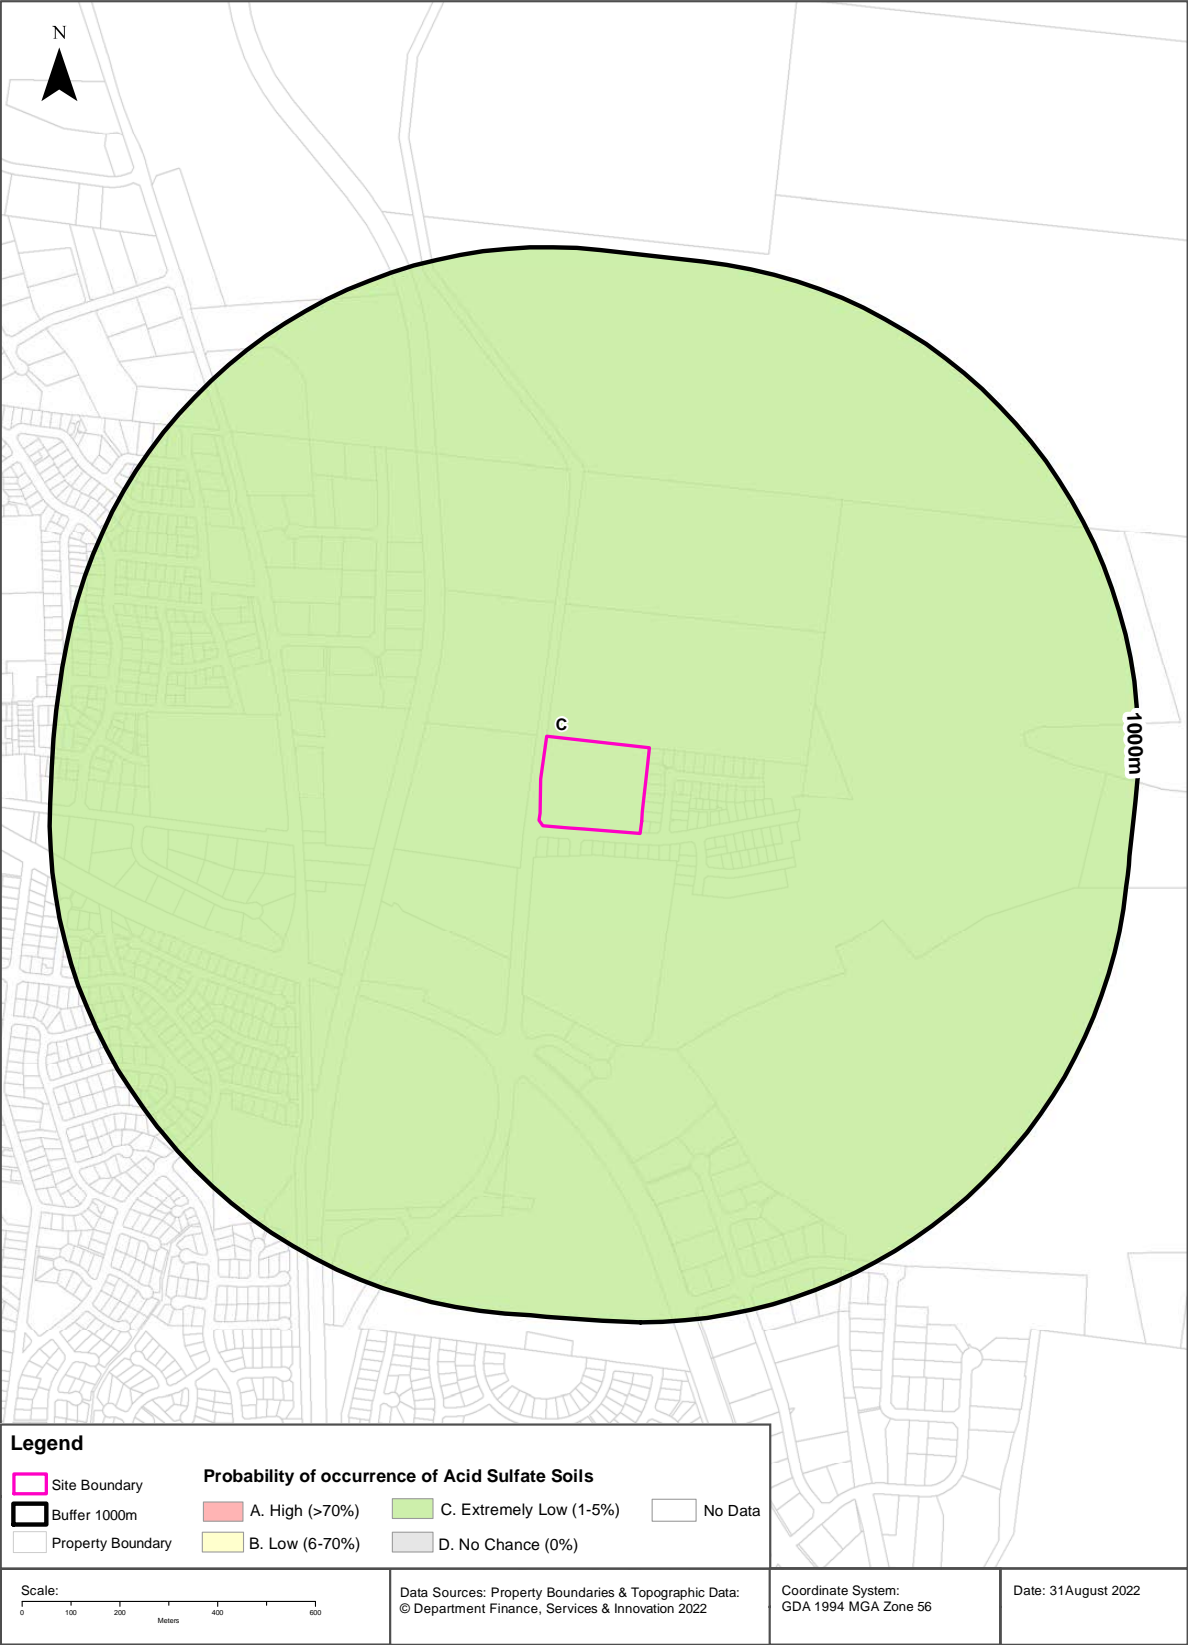 N
C
1000m
Legend
Site Boundary
Buffer 1000m
Property Boundary
Probability of occurrence of Acid Sulfate Soils
A. High (>70%)
C. Extremely Low (1-5%)
No Data
B. Low (6-70%)
D. No Chance (0%)
Scale:
0 100 200 400 600
Meters
Data Sources: Property Boundaries & Topographic Data:
© Department Finance, Services & Innovation 2022
Coordinate System:
GDA 1994 MGA Zone 56
Date: 31August 2022